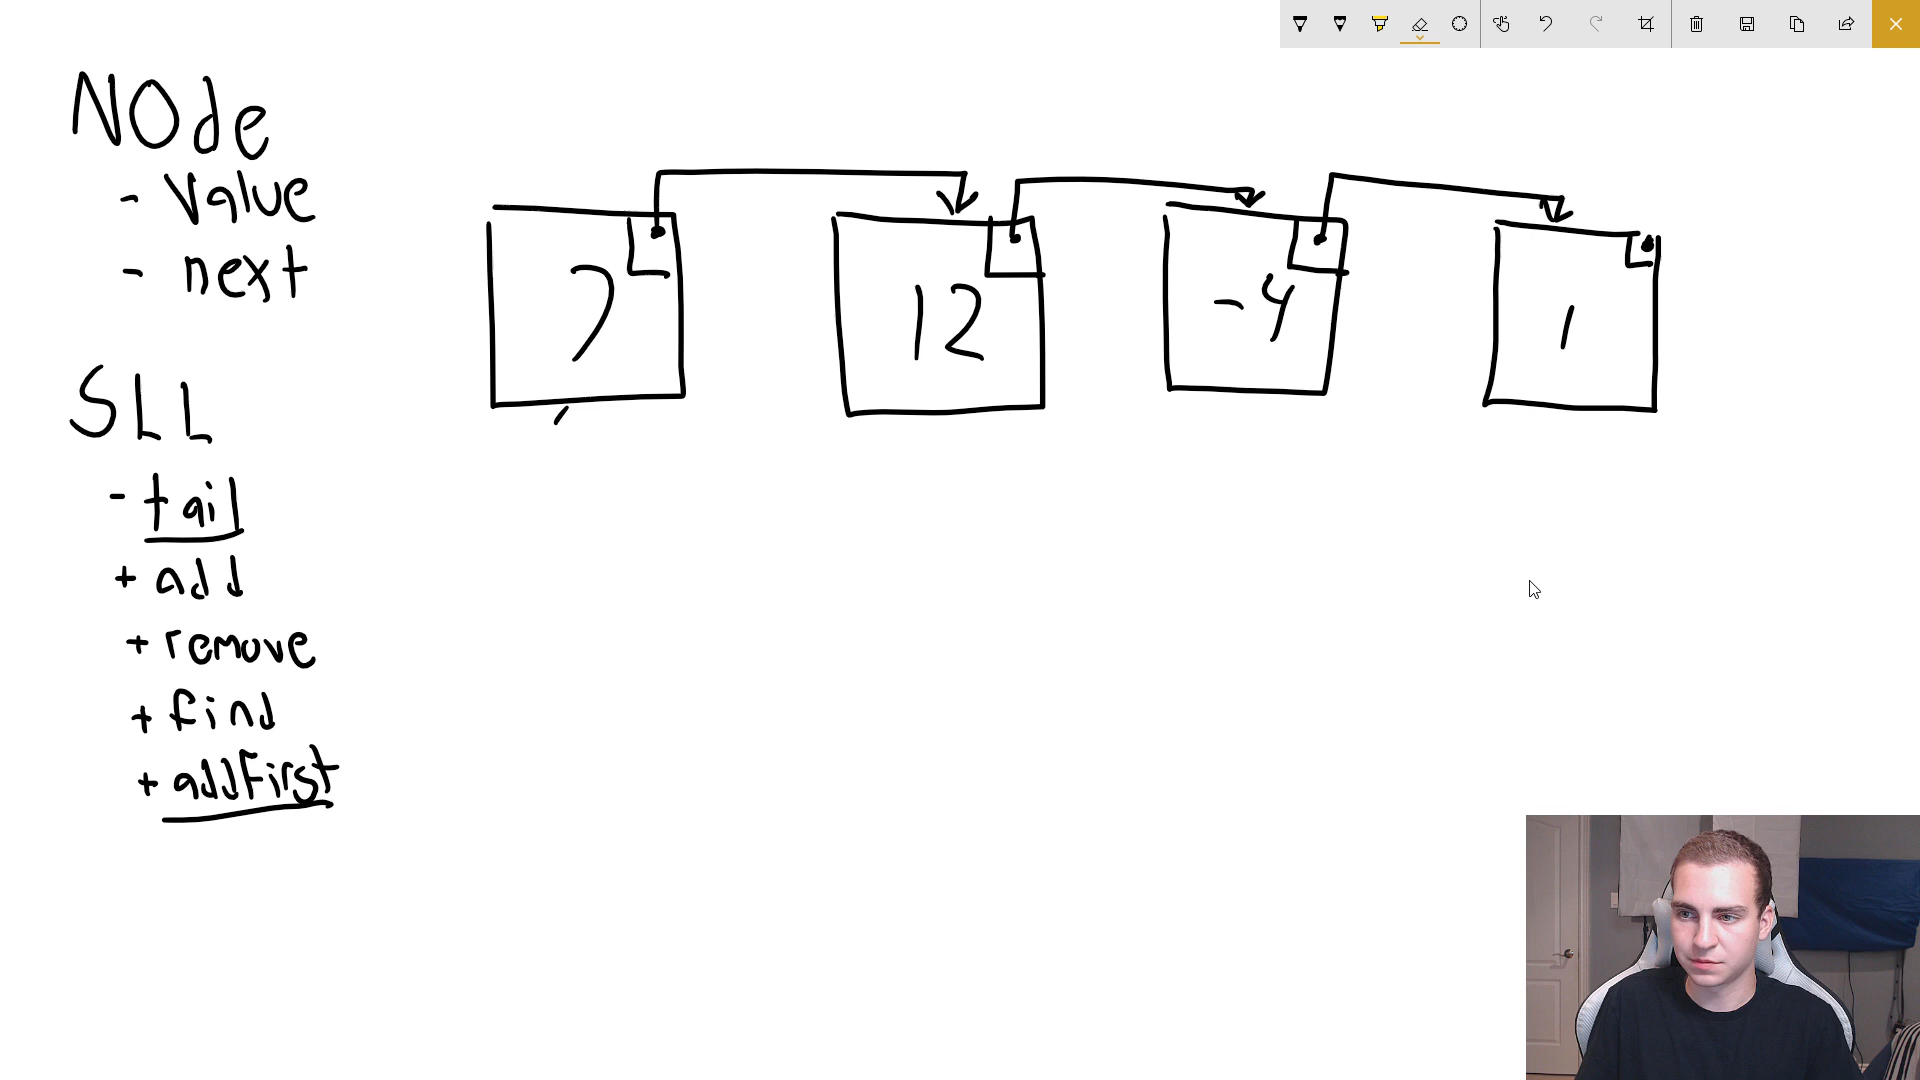 NOde
- Value
- next
7 12 -4 1
SLL
- tail
+ add
+ remove
+ find
+ addFirst